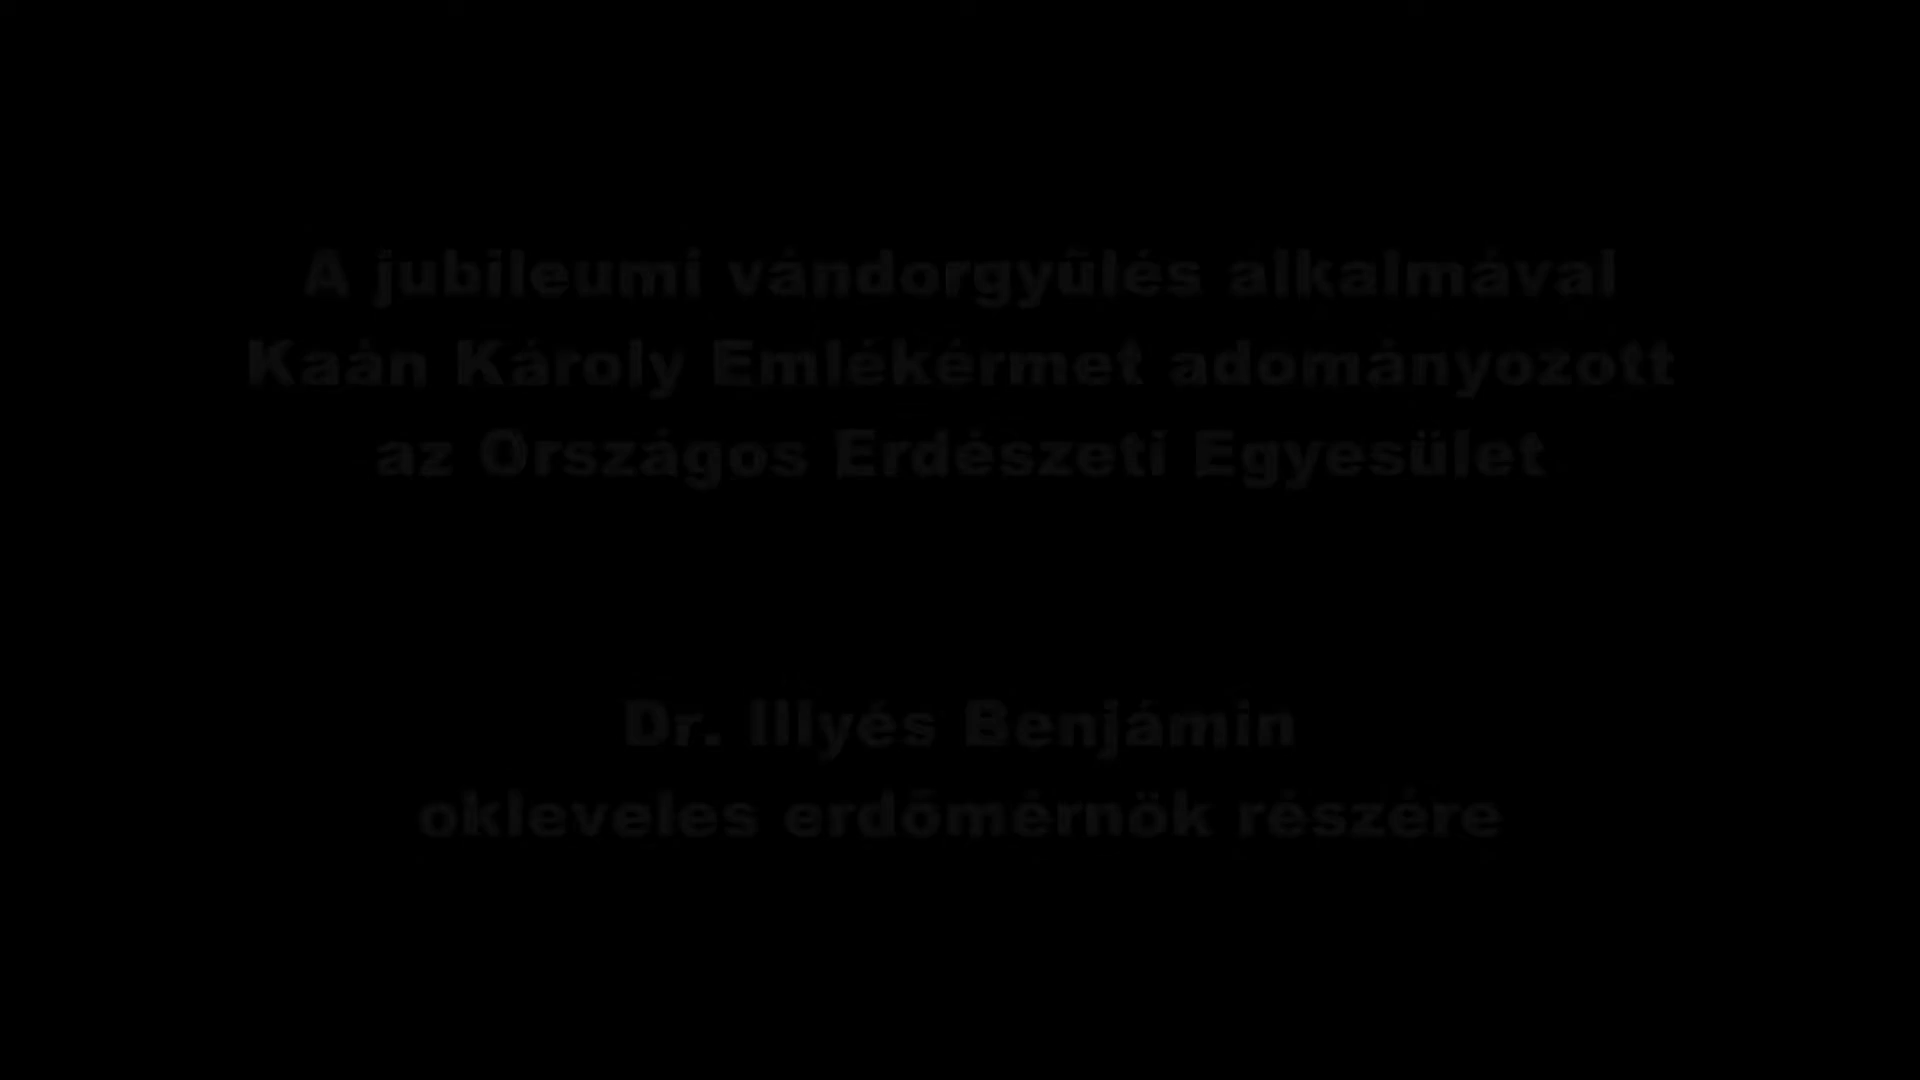 A jubileumi vándorgyűlés alkalmával
Kaán Károly Emlékérmet adományozott
az Országos Erdészeti Egyesület
Dr. Illyés Benjámin
okleveles erdőmérnök részére